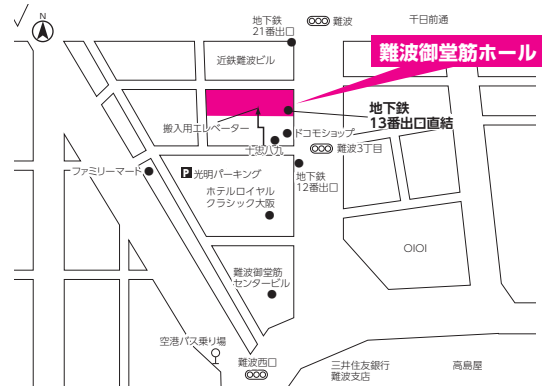 N
地下鉄
21番出口
難波
千日前通
近鉄難波ビル
難波御堂筋ホール
地下鉄
13番出口直結
搬入用エレベーター
ドコモショップ
十忠八九
難波3丁目
ファミリーマート
P 光明パーキング
地下鉄
12番出口
ホテルロイヤル
クラシック大阪
OIOI
難波御堂筋
センタービル
空港バス乗り場
難波西口
三井住友銀行
難波支店
高島屋